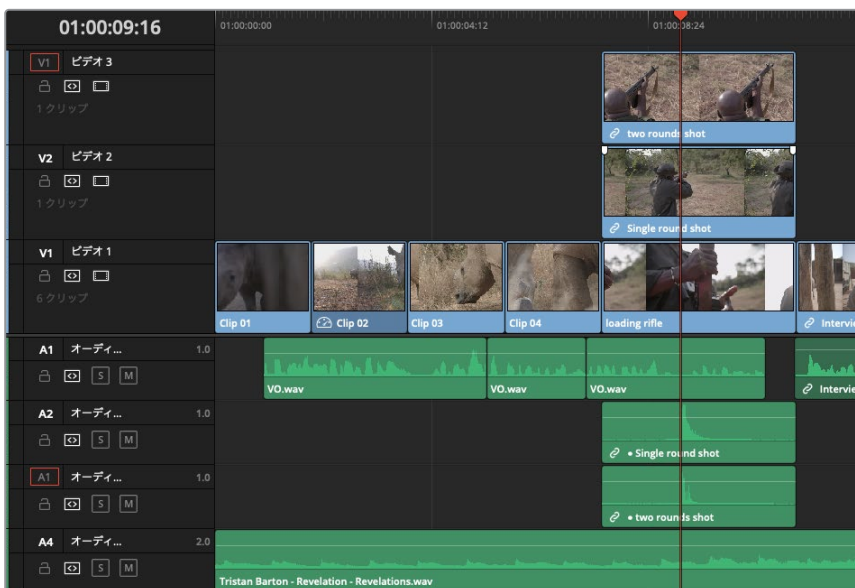 01:00:09:16
01:00:00:00
01:00:04:12
01:00:08:24
V1 ビデオ 3
1 クリップ
two rounds shot
V2 ビデオ 2
1 クリップ
Single round shot
V1 ビデオ 1
6 クリップ
Clip 01
Clip 02
Clip 03
Clip 04
loading rifle
Intervie
A1 オーディ... 1.0
S M
VO.wav
VO.wav
VO.wav
Intervie
A2 オーディ... 1.0
S M
• Single round shot
A1 オーディ... 1.0
S M
• two rounds shot
A4 オーディ... 2.0
S M
Tristan Barton - Revelation - Revelations.wav